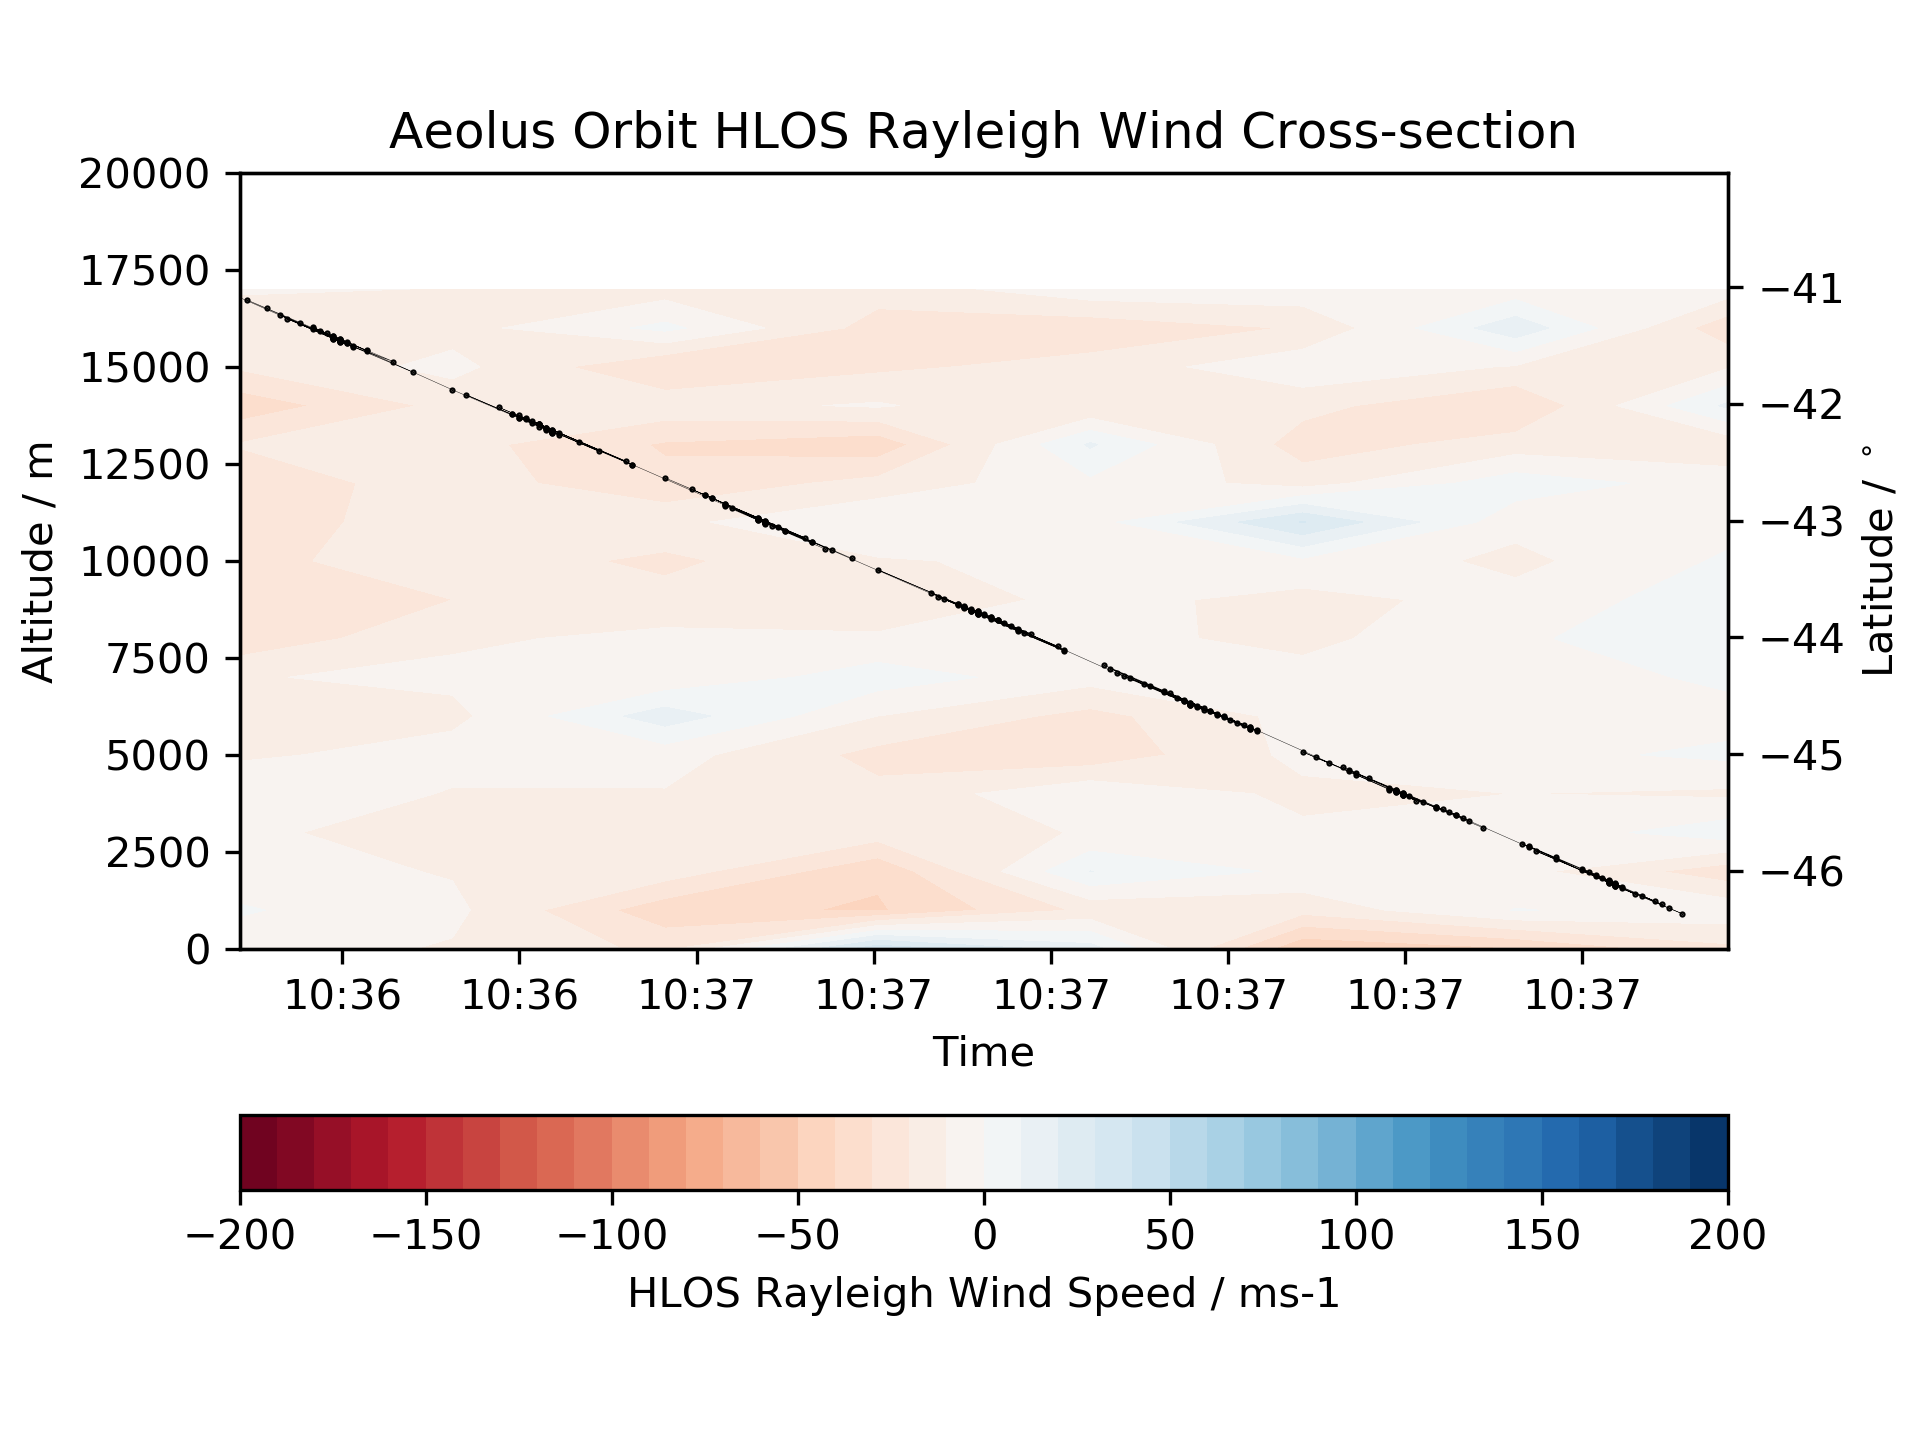 Aeolus Orbit HLOS Rayleigh Wind Cross-section
20000
17500
15000
12500
10000
7500
5000
2500
0
Altitude / m
−41
−42
−43
−44
−45
−46
Latitude / °
10:36 10:36 10:37 10:37 10:37 10:37 10:37 10:37
Time
−200 −150 −100 −50 0 50 100 150 200
HLOS Rayleigh Wind Speed / ms-1